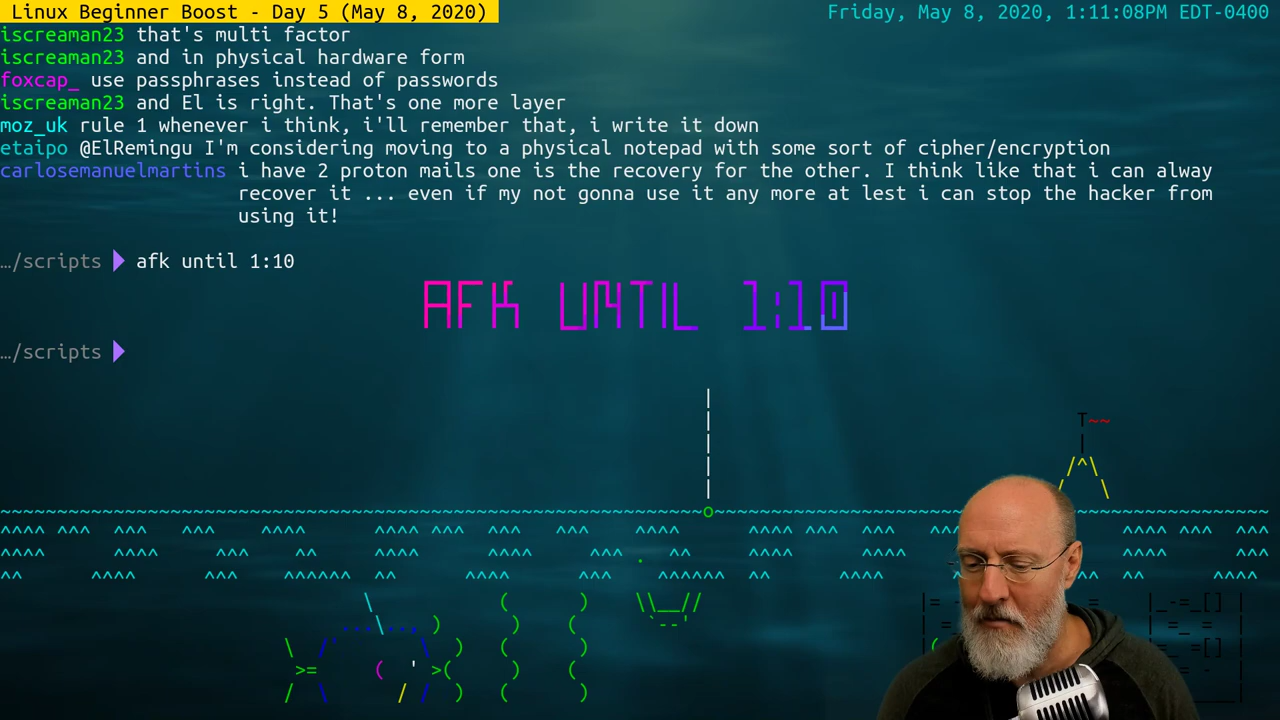 Linux Beginner Boost - Day 5 (May 8, 2020)
Friday, May 8, 2020, 1:11:08PM EDT-0400
iscreaman23 that's multi factor
iscreaman23 and in physical hardware form
foxcap_ use passphrases instead of passwords
iscreaman23 and El is right. That's one more layer
moz_uk rule 1 whenever i think, i'll remember that, i write it down
etaipo @ElRemingu I'm considering moving to a physical notepad with some sort of cipher/encryption
carlosemanuelmartins i have 2 proton mails one is the recovery for the other. I think like that i can alway
recover it ... even if my not gonna use it any more at lest i can stop the hacker from
using it!
…/scripts afk until 1:10
AFK UNTIL 1:10
…/scripts